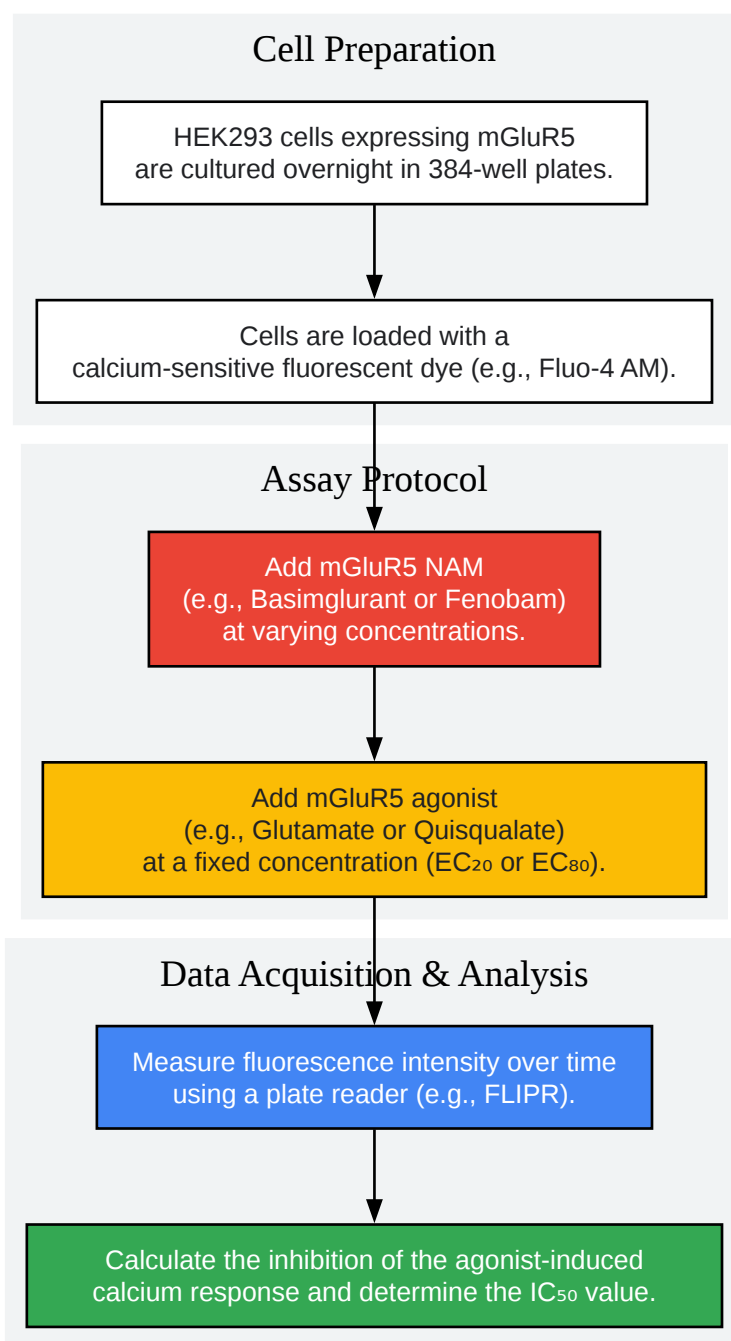 Cell Preparation
HEK293 cells expressing mGluR5
are cultured overnight in 384-well plates.
Cells are loaded with a
calcium-sensitive fluorescent dye (e.g., Fluo-4 AM).
Assay Protocol
Add mGluR5 NAM
(e.g., Basimglurant or Fenobam)
at varying concentrations.
Add mGluR5 agonist
(e.g., Glutamate or Quisqualate)
at a fixed concentration (EC₂₀ or EC₈₀).
Data Acquisition & Analysis
Measure fluorescence intensity over time
using a plate reader (e.g., FLIPR).
Calculate the inhibition of the agonist-induced
calcium response and determine the IC₅₀ value.